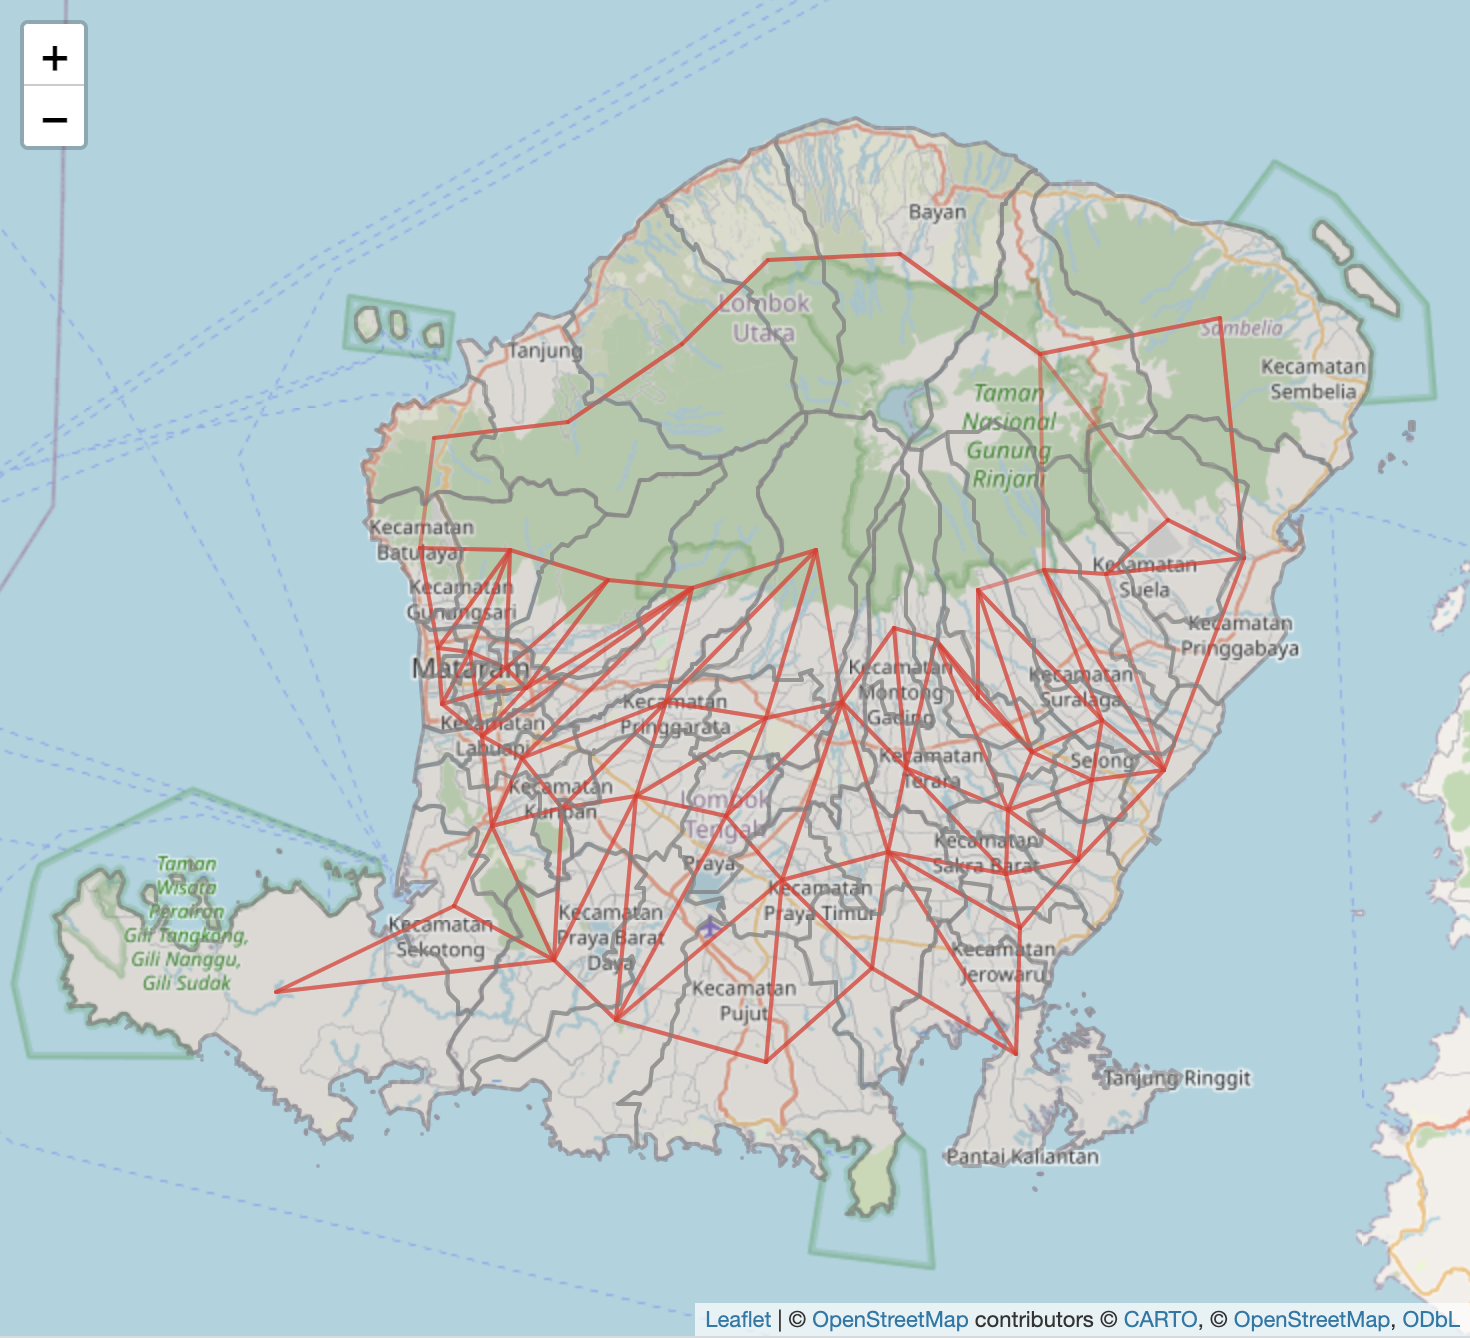 +
−
Bayan
Lombok
Utara
Sambelia
Tanjung
Kecamatan
Sembelia
Taman
Nasional
Gunung
Rinjani
Kecamatan
Batulayar
Kecamatan
Suela
Kecamatan
Gunungsari
Kecamatan
Pringgabaya
Mataram
Kecamatan
Montong
Gading
Kecamatan
Suralaga
Kecamatan
Pringgarata
Kecamatan
Labuapi
Kecamatan
Terara
Selong
Kecamatan
Kuripan
Lombok
Tengah
Kecamatan
Sakra Barat
Praya
Taman
Wisata
Perairan
Gili Tangkong,
Gili Nanggu,
Gili Sudak
Kecamatan
Praya Timur
Kecamatan
Sekotong
Kecamatan
Praya Barat
Daya
Kecamatan
Jerowaru
Kecamatan
Pujut
Tanjung Ringgit
Pantai Kaliantan
Leaflet | © OpenStreetMap contributors © CARTO, © OpenStreetMap, ODbL